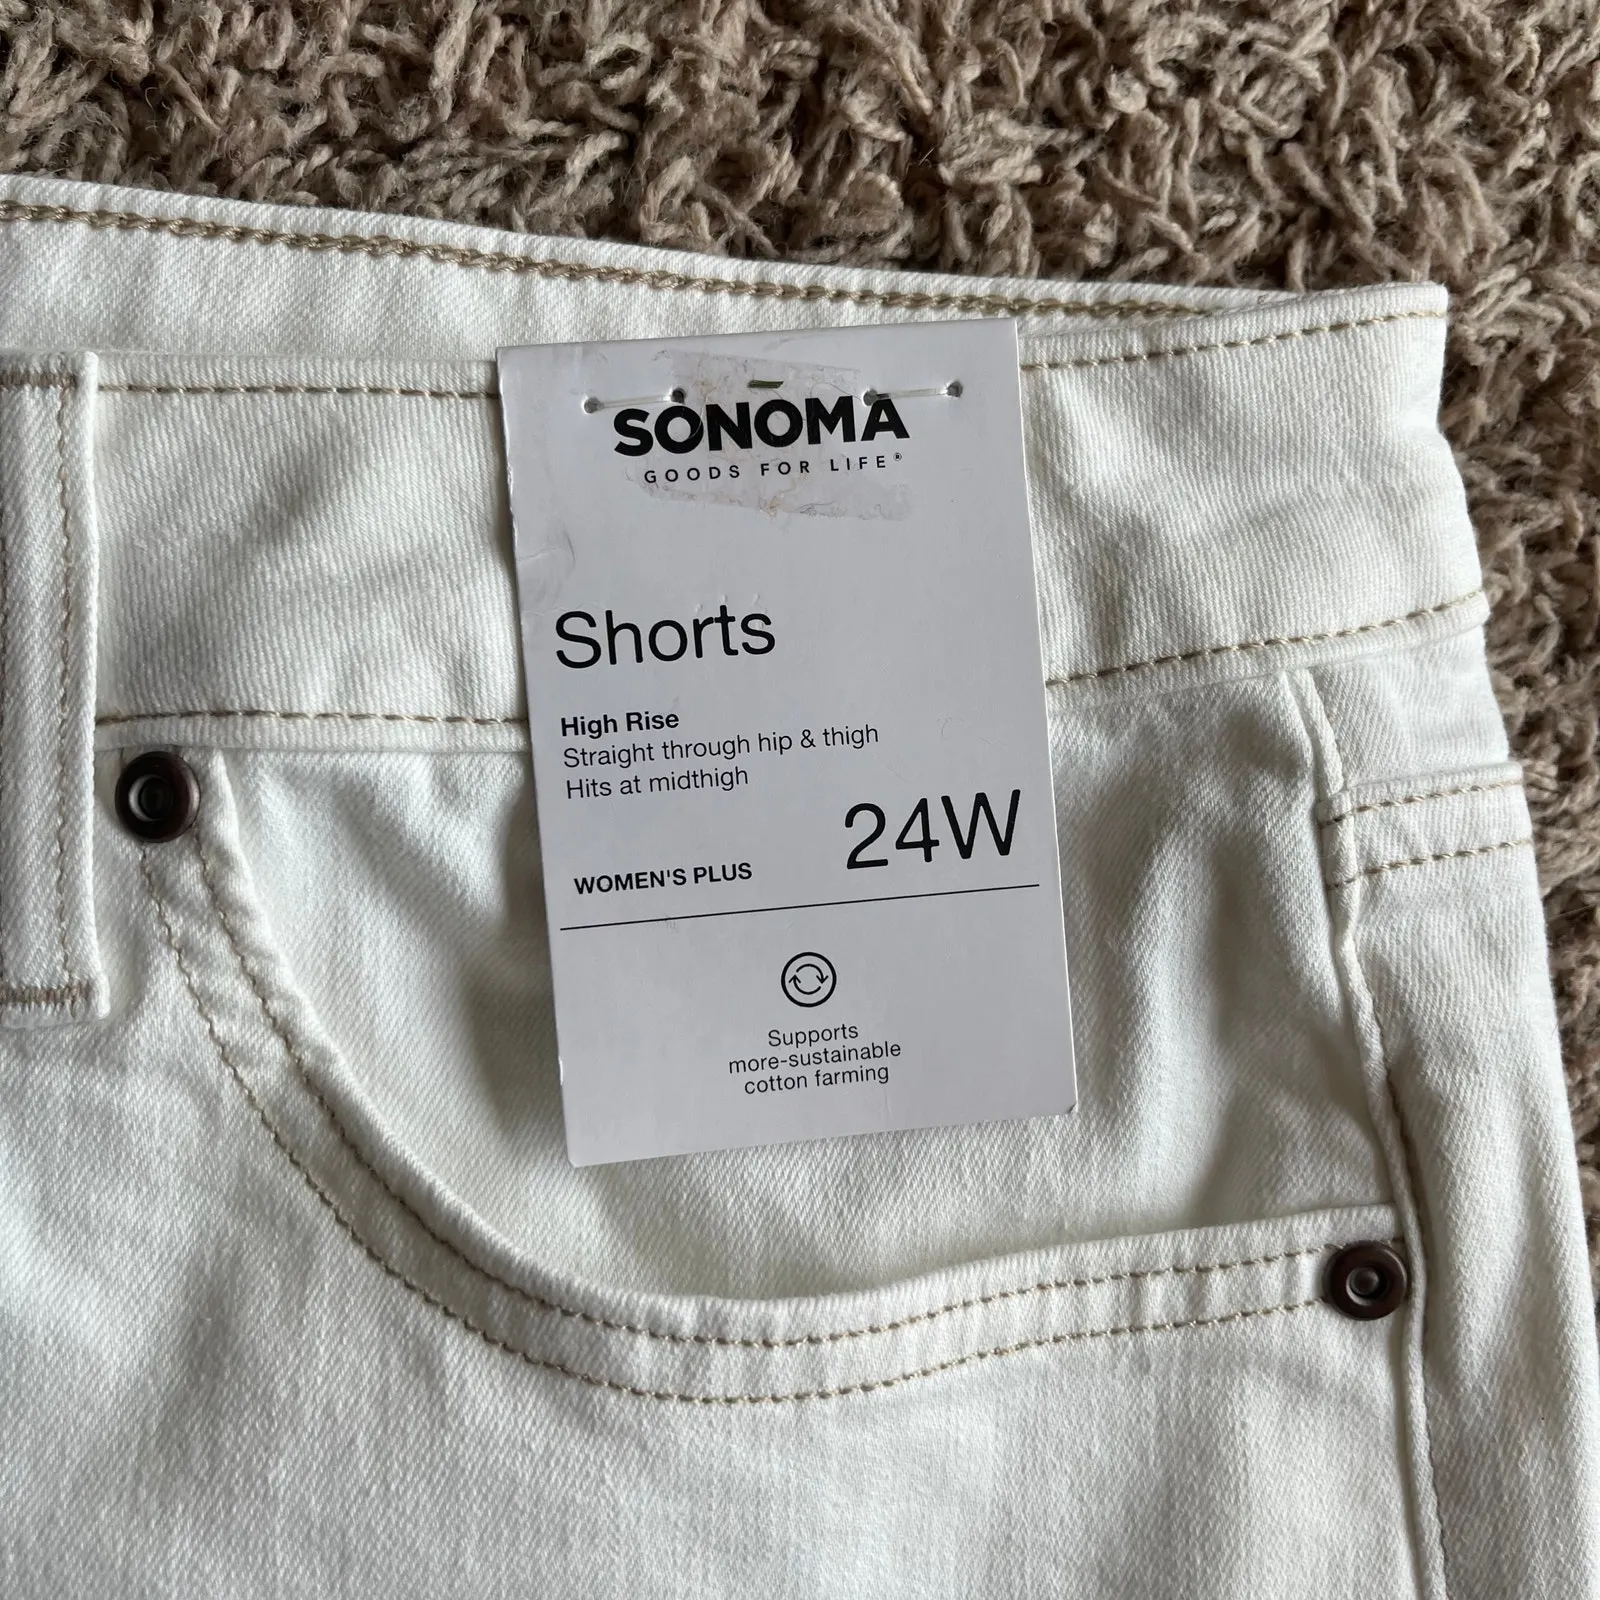 SONOMA
GOODS FOR LIFE®
Shorts
High Rise
Straight through hip & thigh
Hits at midthigh
24W
WOMEN'S PLUS
Supports
more-sustainable
cotton farming